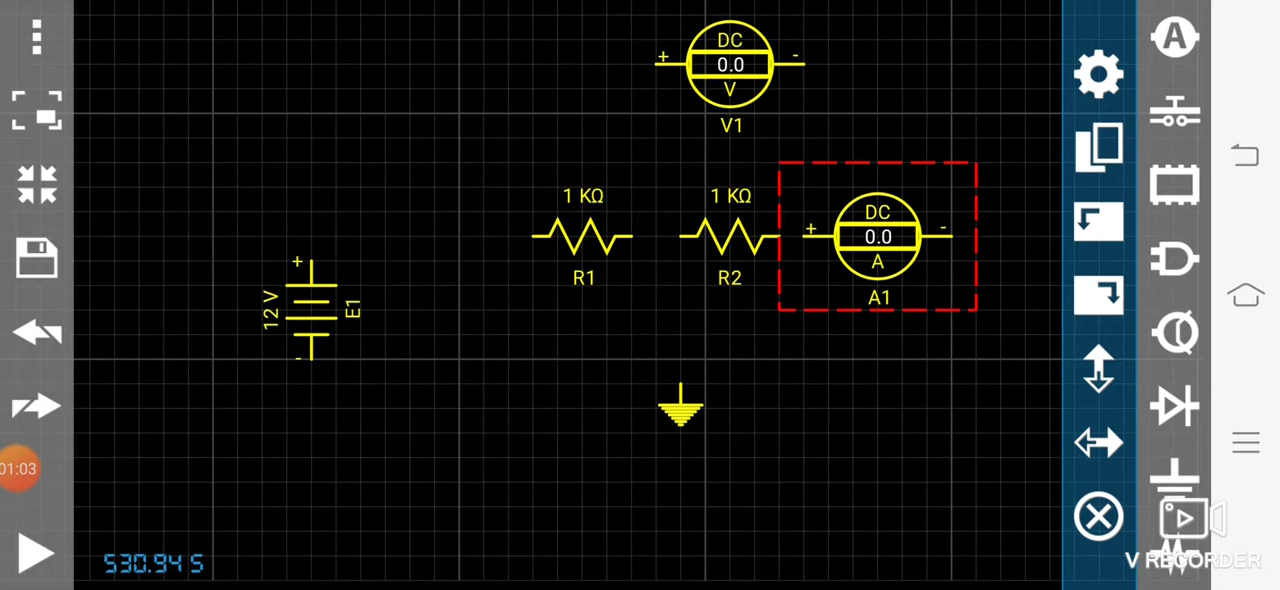 DC
+ 0.0 -
V
V1
1 KΩ
R1
1 KΩ
R2
DC
+ 0.0 -
A
A1
+
12 V
E1
-
A
01:03
530.94 S
V RECORDER